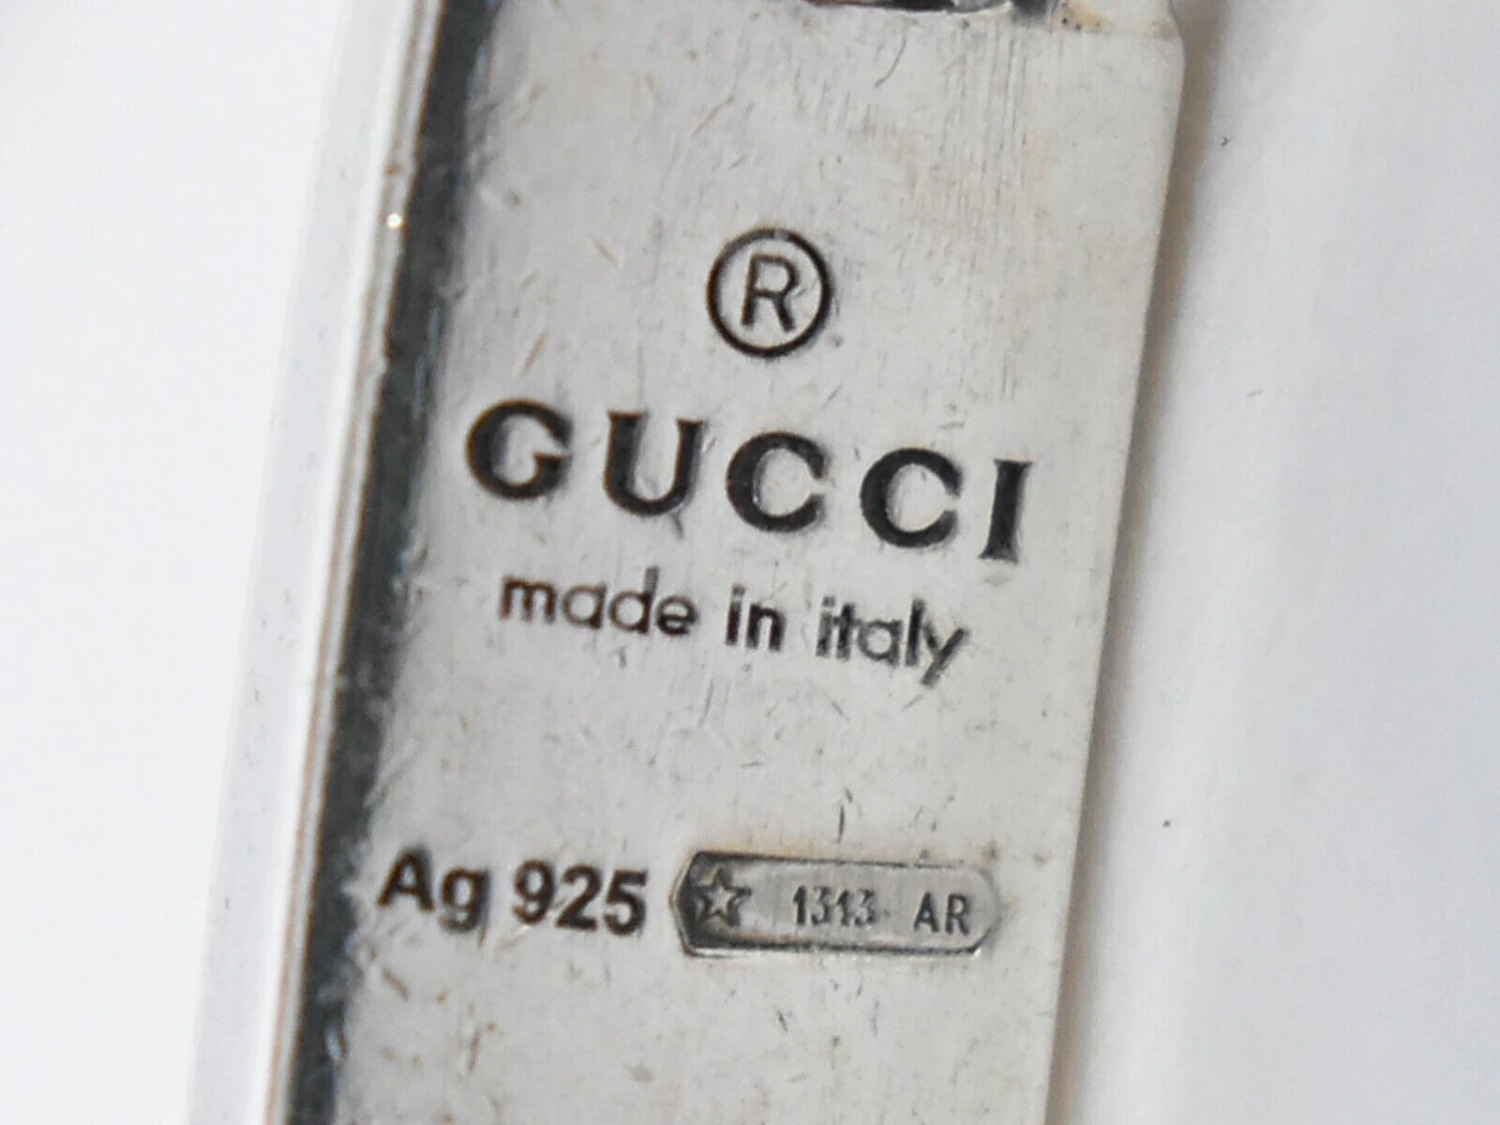 ®
GUCCI
made in italy
Ag 925 ☆ 1313 AR